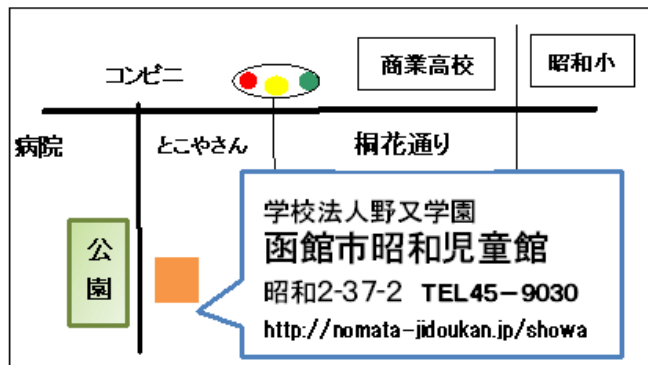 コンビニ
商業高校
昭和小
病院
とこやさん
桐花通り
公園
学校法人野又学園
函館市昭和児童館
昭和2-37-2 TEL45−9030
http://nomata-jidoukan.jp/showa